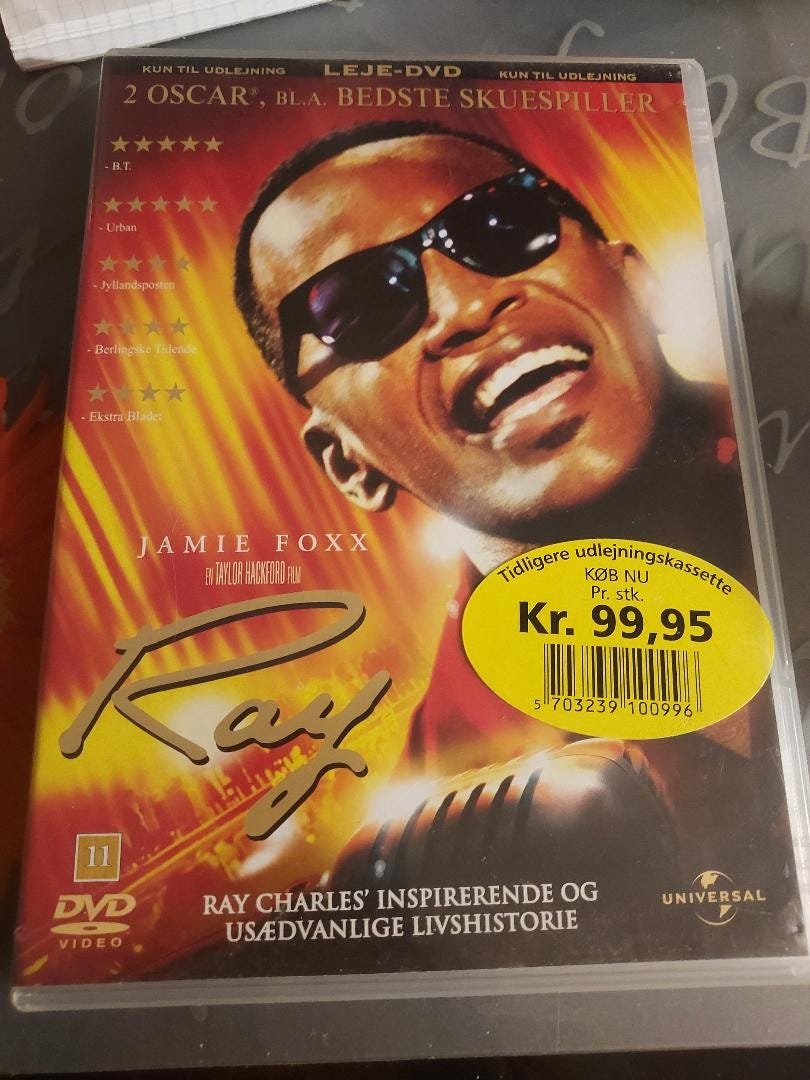 KUN TIL UDLEJNING LEJE-DVD KUN TIL UDLEJNING
2 OSCAR®, BL.A. BEDSTE SKUESPILLER
- B.T.
- Urban
- Jyllandsposten
- Berlingske Tidende
- Ekstra Bladet
JAMIE FOXX
EN TAYLOR HACKFORD FILM
Ray
Tidligere udlejningskassette
KØB NU
Pr. stk.
Kr. 99,95
5 703239 100996
11
DVD
VIDEO
RAY CHARLES' INSPIRERENDE OG
USÆDVANLIGE LIVSHISTORIE
UNIVERSAL